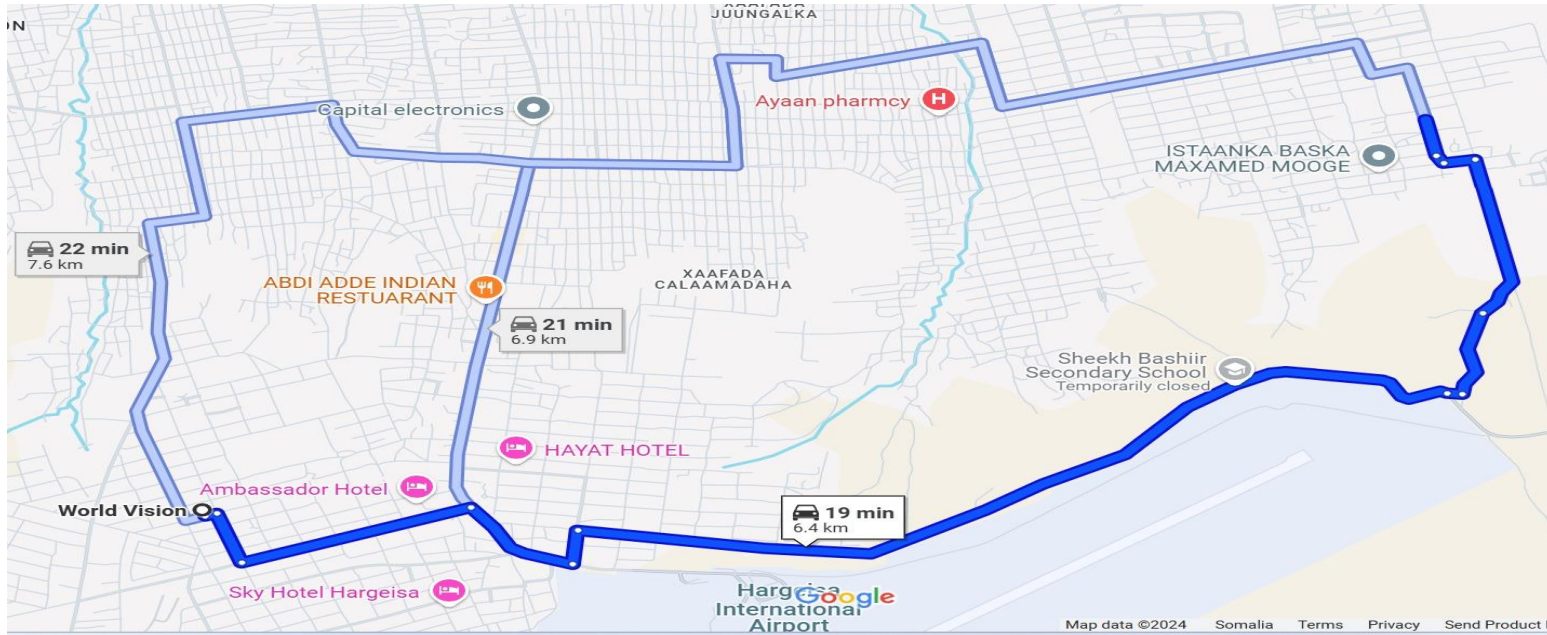 ON
XAAFADA
JUUNGALKA
Capital electronics
Ayaan pharmcy
H
ISTAANKA BASKA
MAXAMED MOOGE
22 min
7.6 km
ABDI ADDE INDIAN
RESTUARANT
XAAFADA
CALAAMADAHA
21 min
6.9 km
Sheekh Bashiir
Secondary School
Temporarily closed
HAYAT HOTEL
Ambassador Hotel
World Vision
19 min
6.4 km
Sky Hotel Hargeisa
Hargeisa
International
Airport
Google
Map data ©2024 Somalia Terms Privacy Send Product